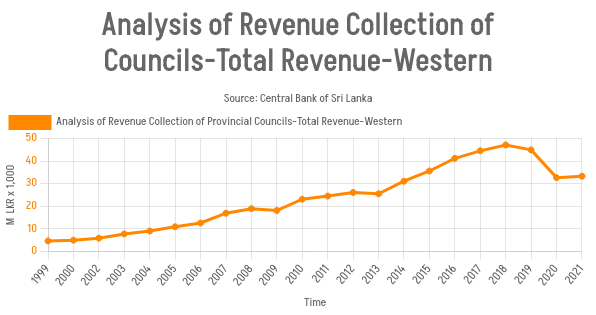 Analysis of Revenue Collection of
Councils-Total Revenue-Western
Source: Central Bank of Sri Lanka
Analysis of Revenue Collection of Provincial Councils-Total Revenue-Western
M LKR x 1,000
50
40
30
20
10
0
1999 2000 2002 2003 2004 2005 2006 2007 2008 2009 2010 2011 2012 2013 2014 2015 2016 2017 2018 2019 2020 2021
Time